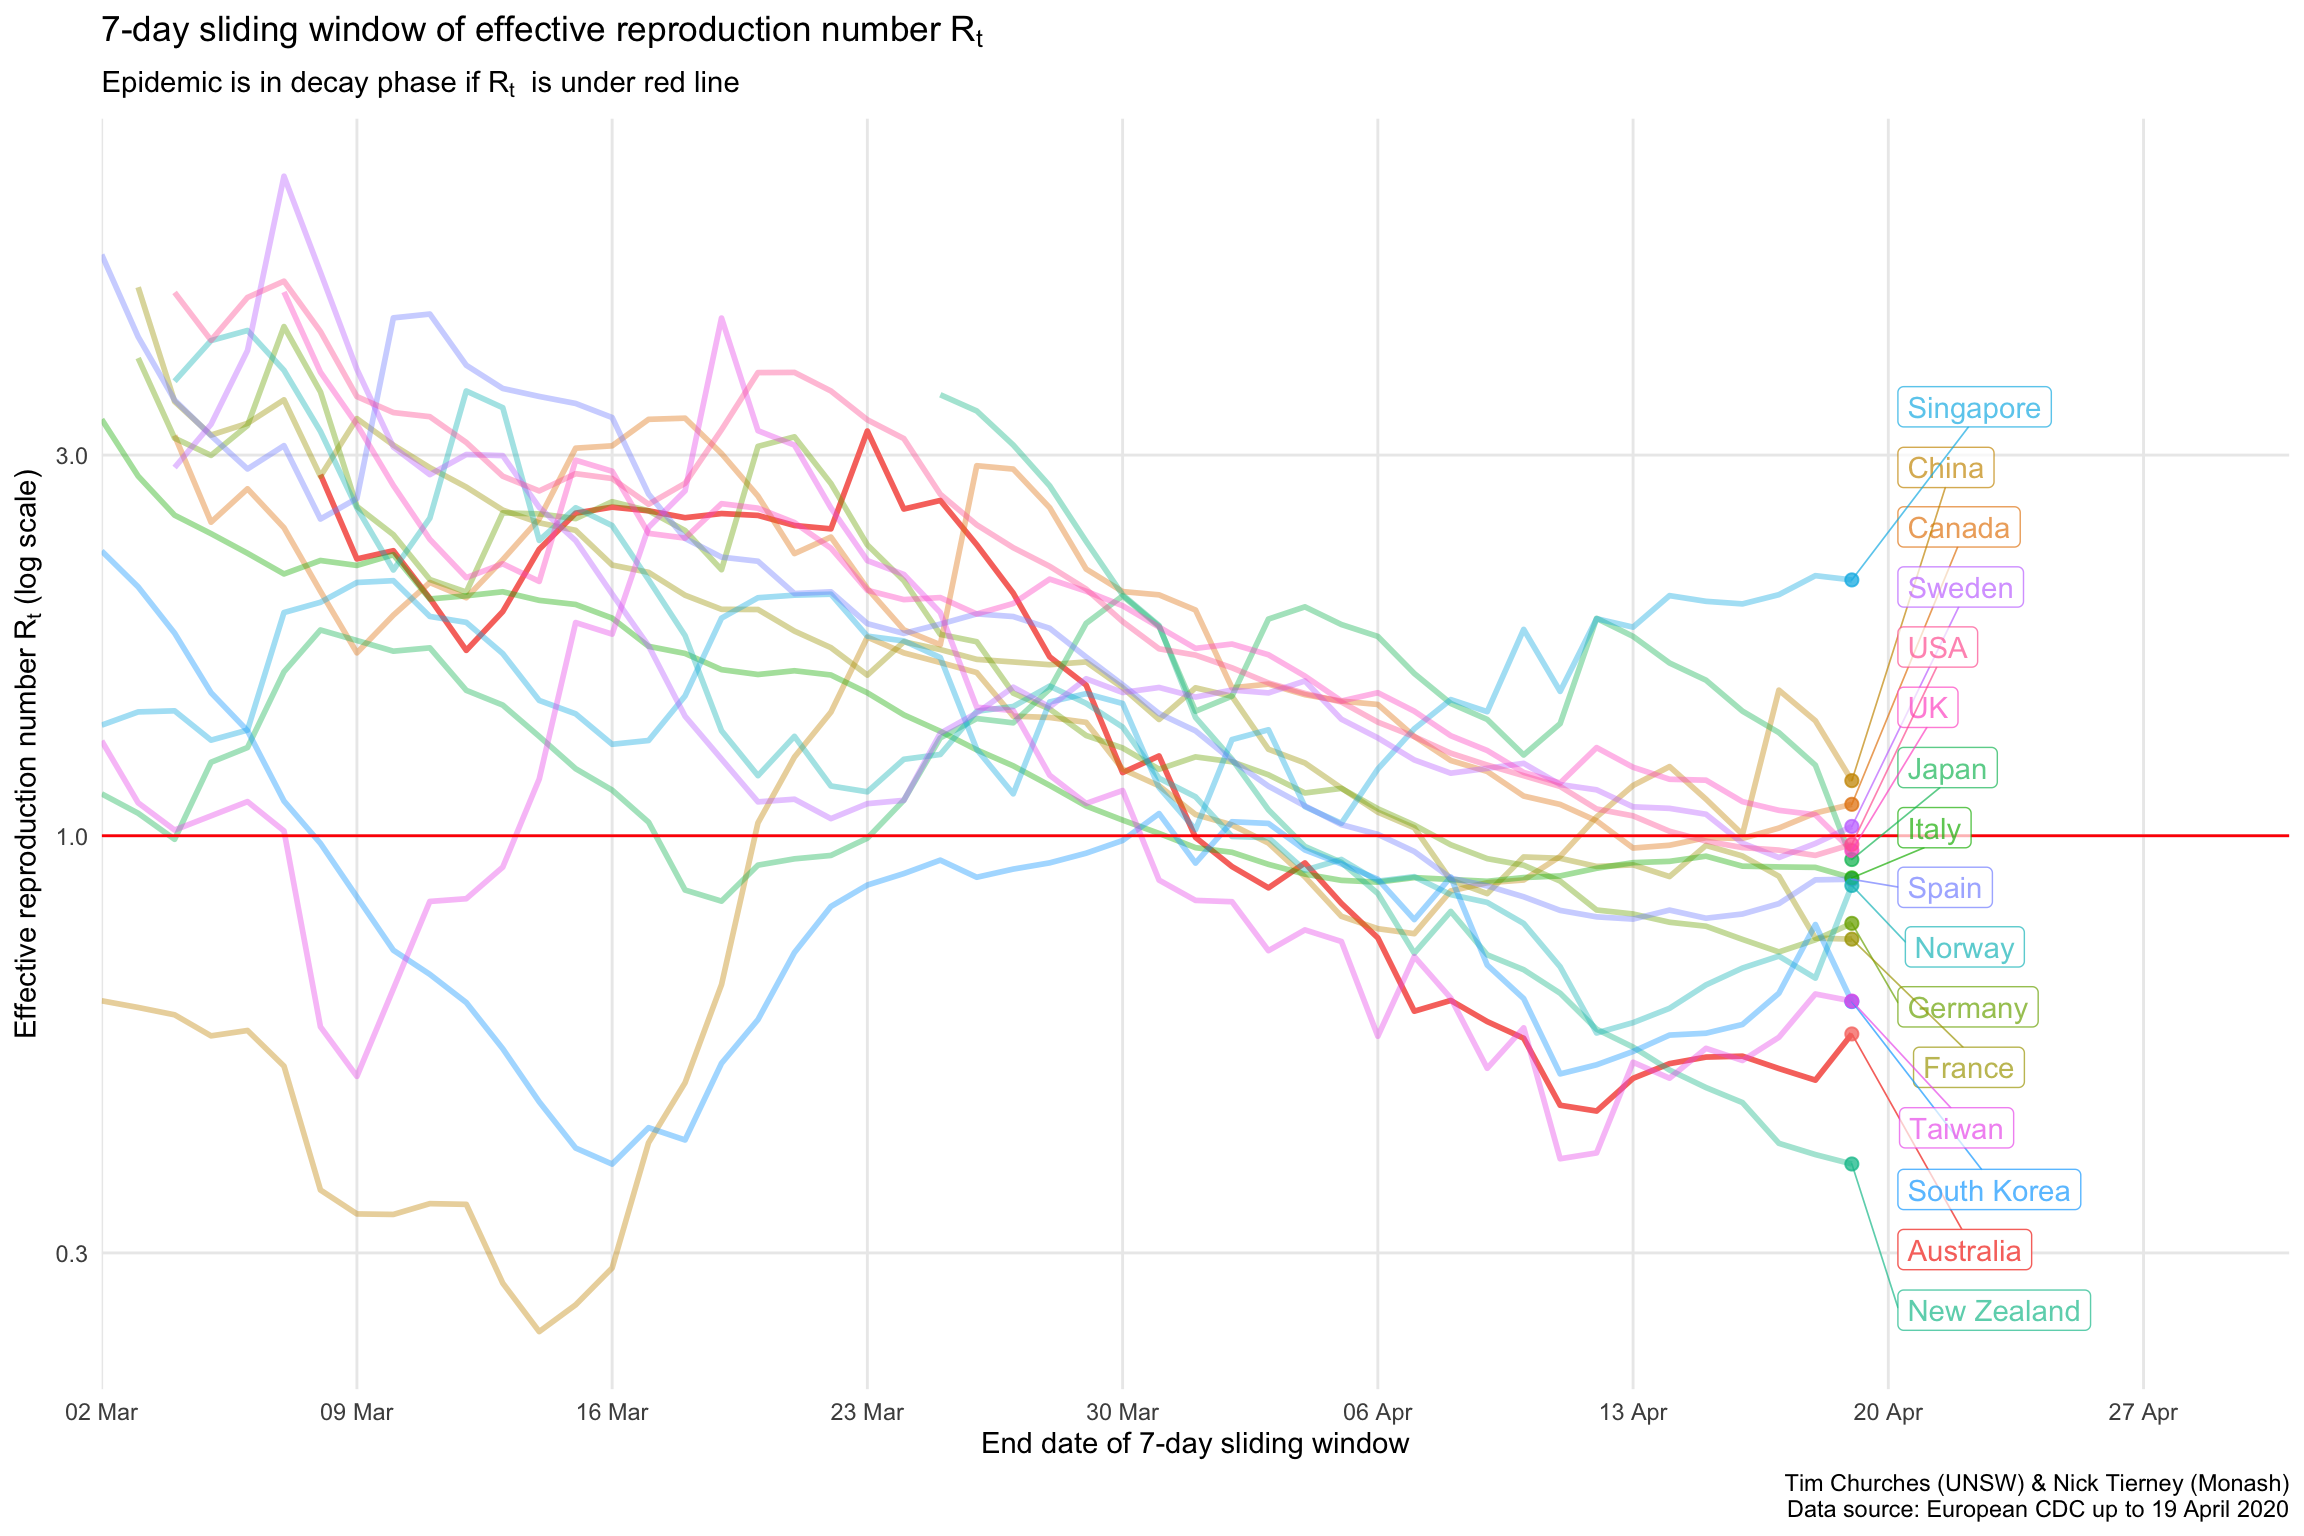 7-day sliding window of effective reproduction number Rt
Epidemic is in decay phase if Rt is under red line
Effective reproduction number Rt (log scale)
3.0
1.0
0.3
Singapore
China
Canada
Sweden
USA
UK
Japan
Italy
Spain
Norway
Germany
France
Taiwan
South Korea
Australia
New Zealand
02 Mar
09 Mar
16 Mar
23 Mar
30 Mar
06 Apr
13 Apr
20 Apr
27 Apr
End date of 7-day sliding window
Tim Churches (UNSW) & Nick Tierney (Monash)
Data source: European CDC up to 19 April 2020